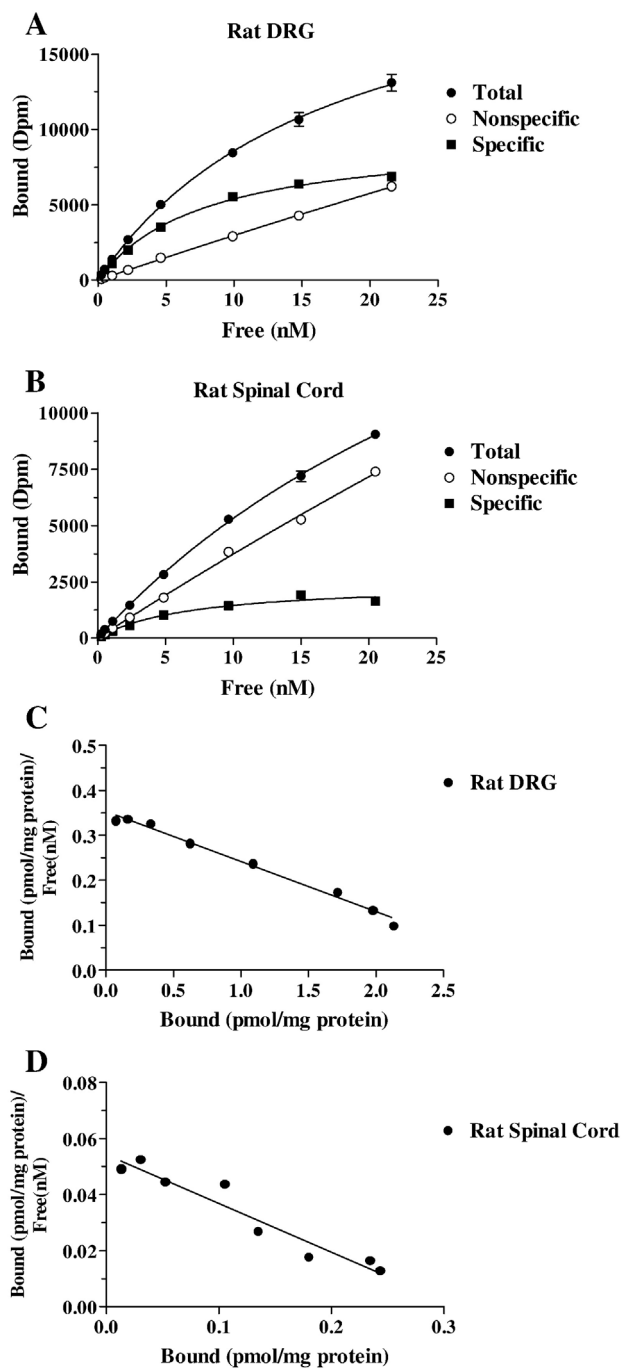 A
Rat DRG
15000
10000
5000
0
Bound (Dpm)
0 5 10 15 20 25
Free (nM)
Total
Nonspecific
Specific
B
Rat Spinal Cord
10000
7500
5000
2500
0
Bound (Dpm)
0 5 10 15 20 25
Free (nM)
Total
Nonspecific
Specific
C
0.5
0.4
0.3
0.2
0.1
0.0
Bound (pmol/mg protein)/
Free(nM)
0.0 0.5 1.0 1.5 2.0 2.5
Bound (pmol/mg protein)
Rat DRG
D
0.08
0.06
0.04
0.02
0.00
Bound (pmol/mg protein)/
Free(nM)
0.0 0.1 0.2 0.3
Bound (pmol/mg protein)
Rat Spinal Cord